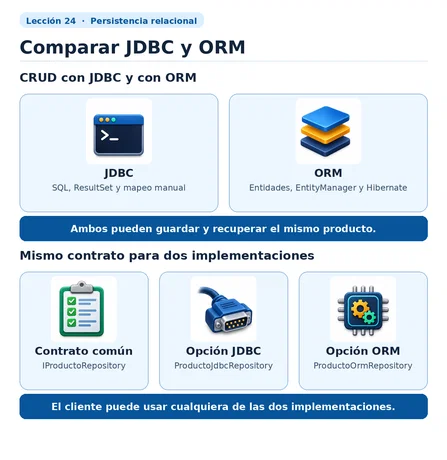 Lección 24 · Persistencia relacional
Comparar JDBC y ORM
CRUD con JDBC y con ORM
JDBC
SQL, ResultSet y mapeo manual
ORM
Entidades, EntityManager y Hibernate
Ambos pueden guardar y recuperar el mismo producto.
Mismo contrato para dos implementaciones
Contrato común
IProductoRepository
Opción JDBC
ProductoJdbcRepository
Opción ORM
ProductoOrmRepository
El cliente puede usar cualquiera de las dos implementaciones.